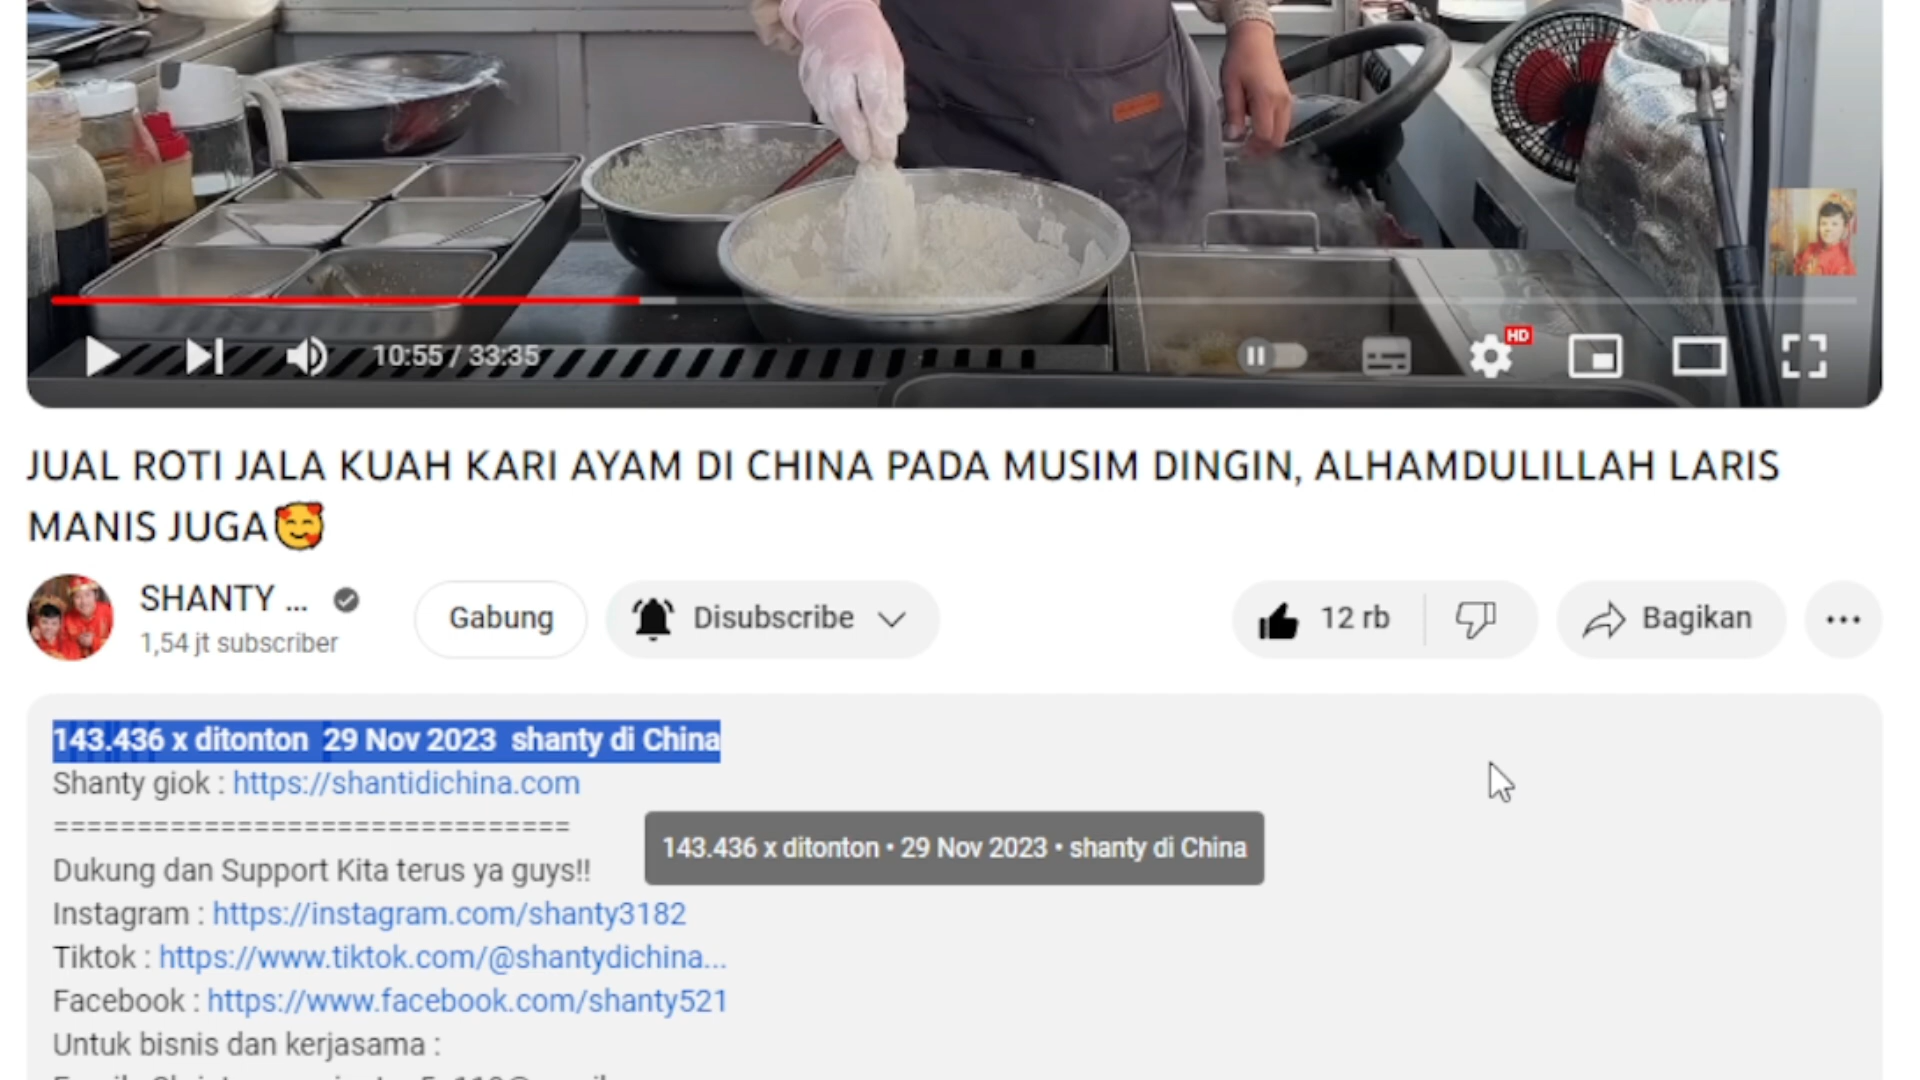 10:55 / 33:35
HD
JUAL ROTI JALA KUAH KARI AYAM DI CHINA PADA MUSIM DINGIN, ALHAMDULILLAH LARIS
MANIS JUGA🥰
SHANTY ...
1,54 jt subscriber
Gabung
Disubscribe
12 rb
Bagikan
143.436 x ditonton 29 Nov 2023 shanty di China
Shanty giok : https://shantidichina.com
===============================
143.436 x ditonton • 29 Nov 2023 • shanty di China
Dukung dan Support Kita terus ya guys!!
Instagram : https://instagram.com/shanty3182
Tiktok : https://www.tiktok.com/@shantydichina...
Facebook : https://www.facebook.com/shanty521
Untuk bisnis dan kerjasama :